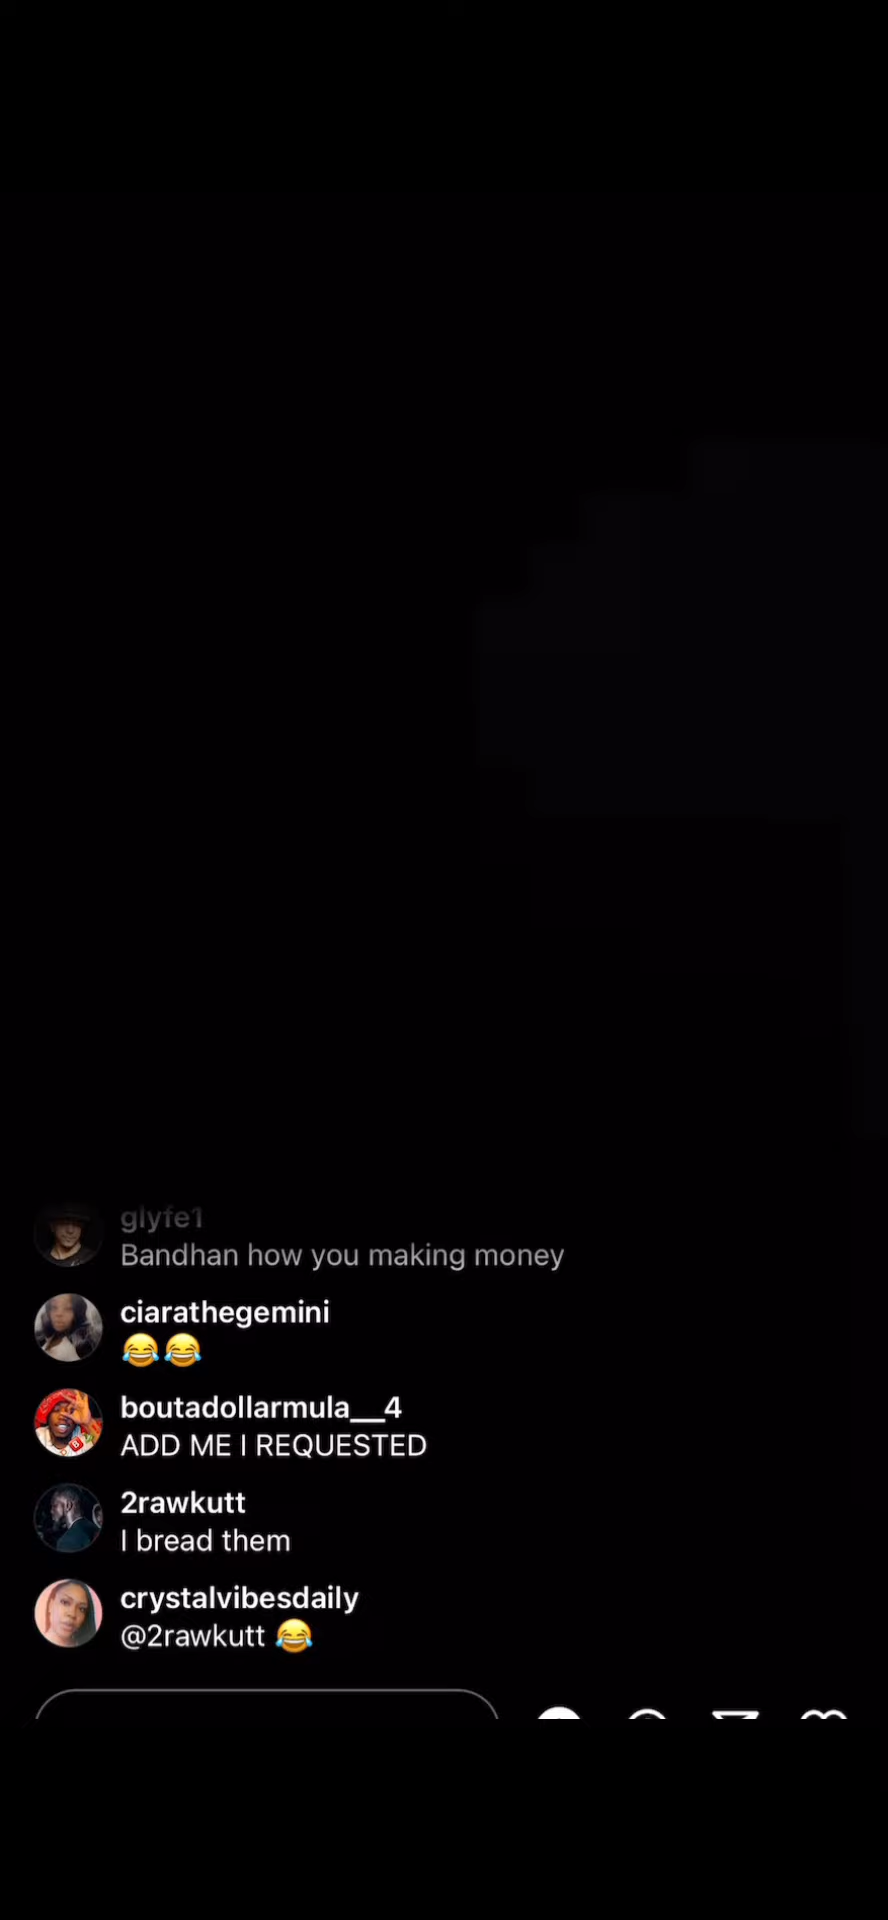 glyfe1
Bandhan how you making money
ciarathegemini
😂😂
boutadollarmula__4
ADD ME I REQUESTED
2rawkutt
I bread them
crystalvibesdaily
@2rawkutt 😂